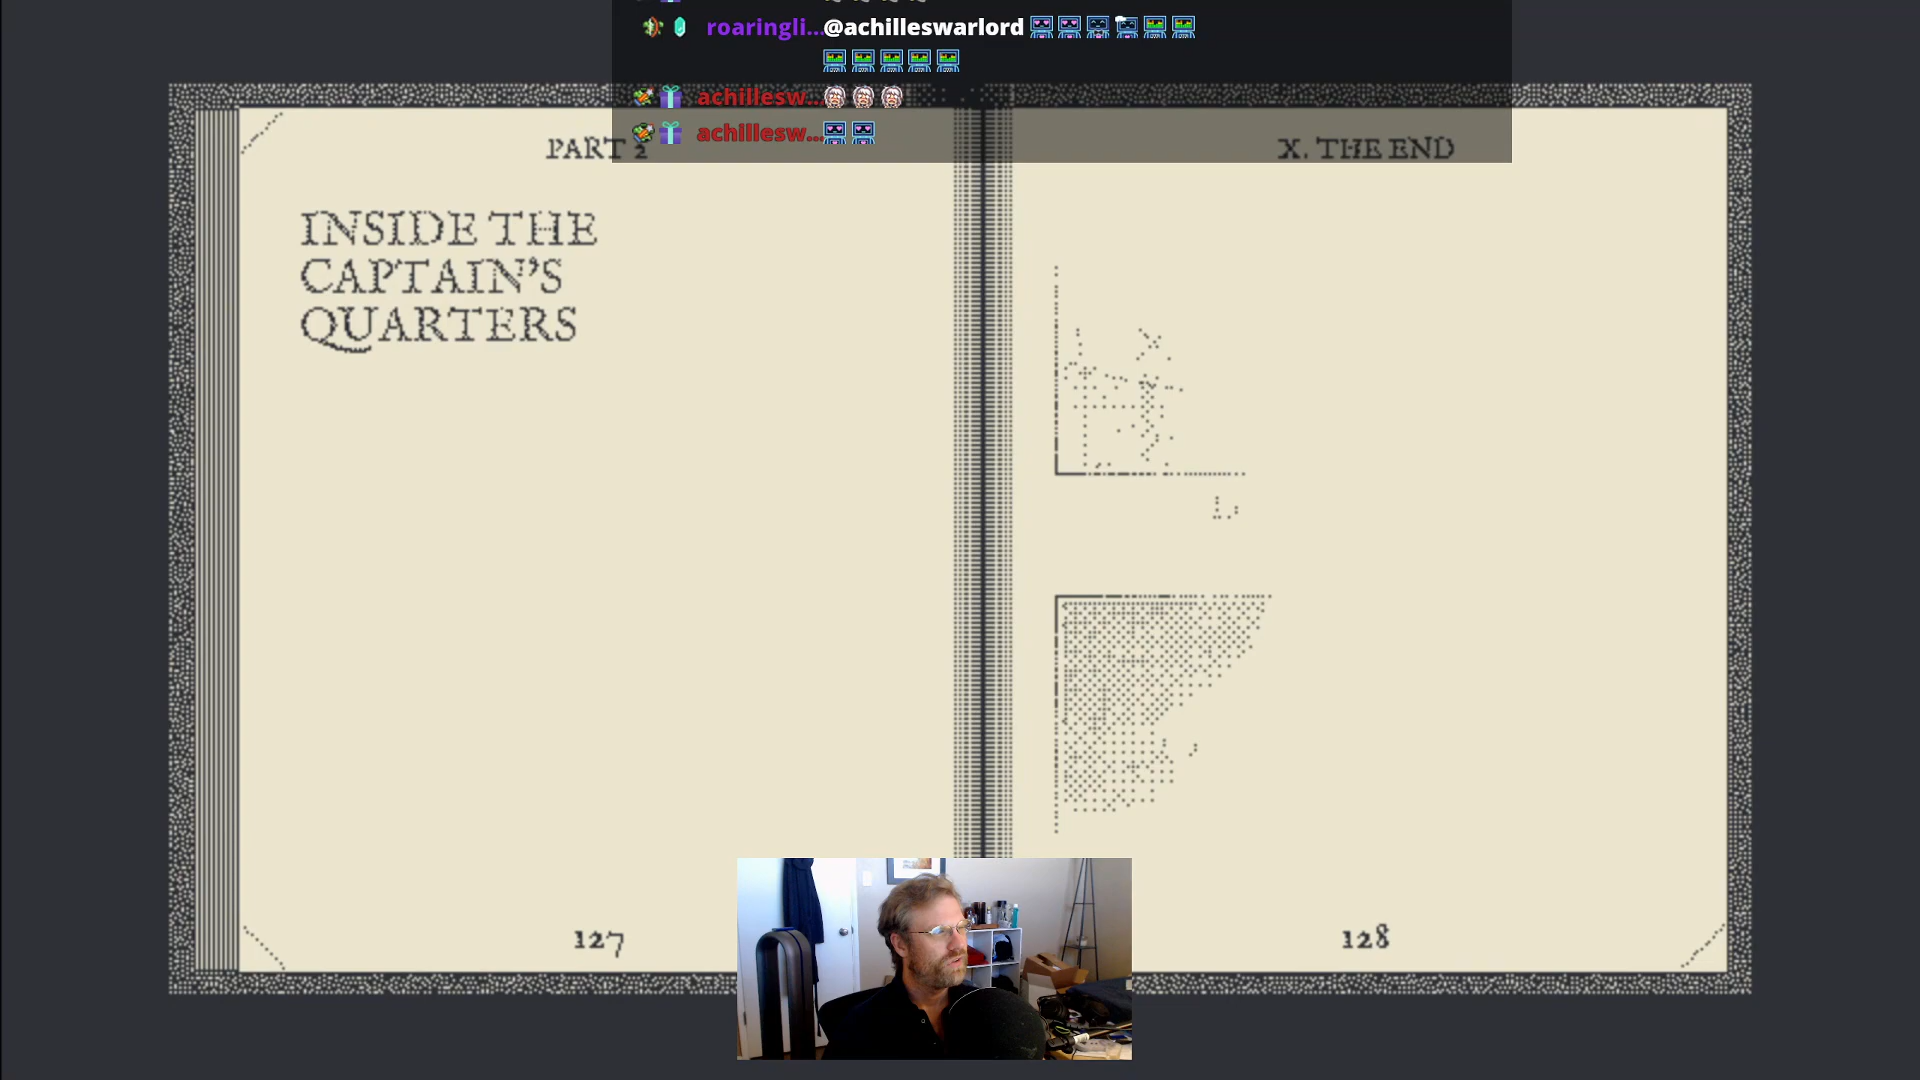 roaringli... @achilleswarlord
achillesw...
achillesw...
PART 2
X. THE END
INSIDE THE
CAPTAIN'S
QUARTERS
127
128